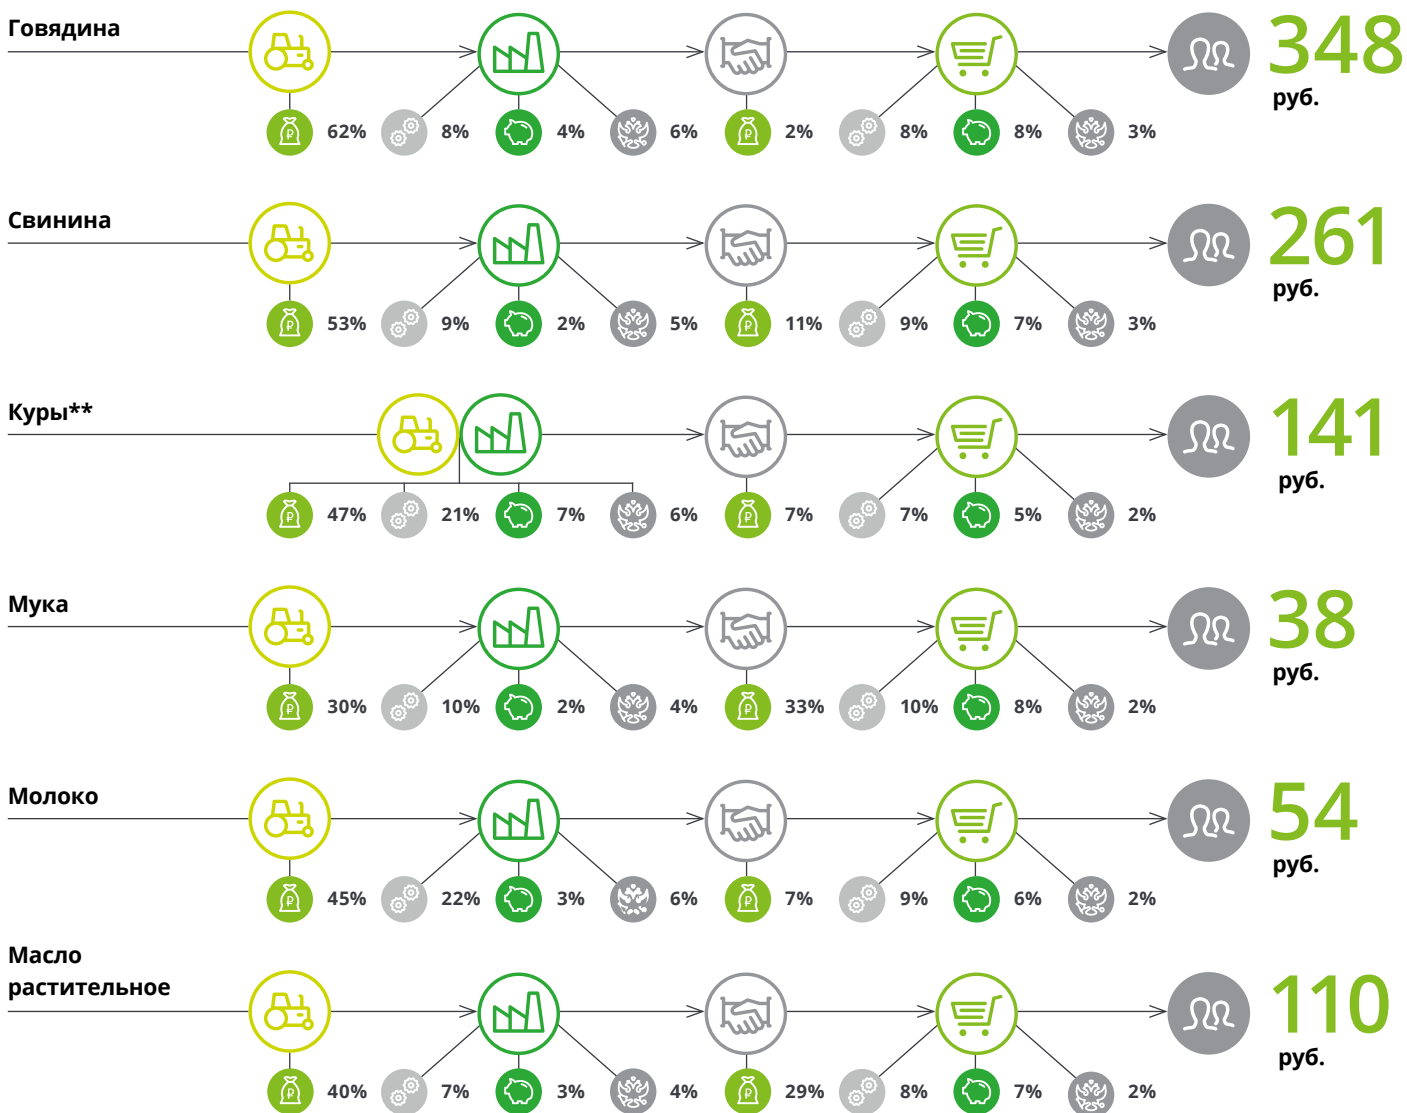 Говядина
348
руб.
62% 8% 4% 6% 2% 8% 8% 3%
Свинина
261
руб.
53% 9% 2% 5% 11% 9% 7% 3%
Куры**
141
руб.
47% 21% 7% 6% 7% 7% 5% 2%
Мука
38
руб.
30% 10% 2% 4% 33% 10% 8% 2%
Молоко
54
руб.
45% 22% 3% 6% 7% 9% 6% 2%
Масло
растительное
110
руб.
40% 7% 3% 4% 29% 8% 7% 2%